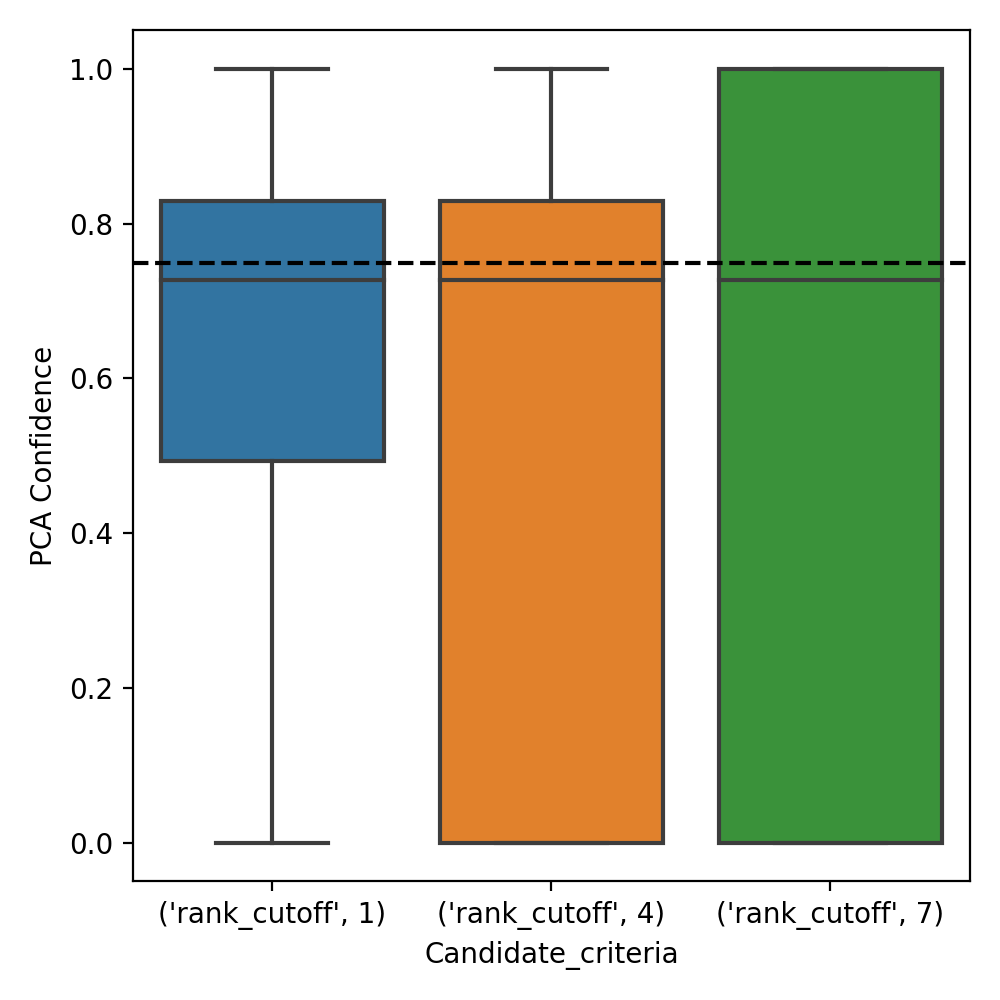 PCA Confidence
1.0
0.8
0.6
0.4
0.2
0.0
('rank_cutoff', 1) ('rank_cutoff', 4) ('rank_cutoff', 7)
Candidate_criteria